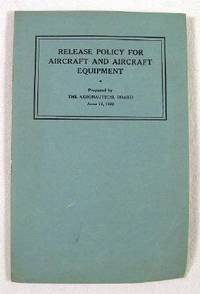 RELEASE POLICY FOR
AIRCRAFT AND AIRCRAFT
EQUIPMENT
Prepared by
THE AERONAUTICAL BOARD